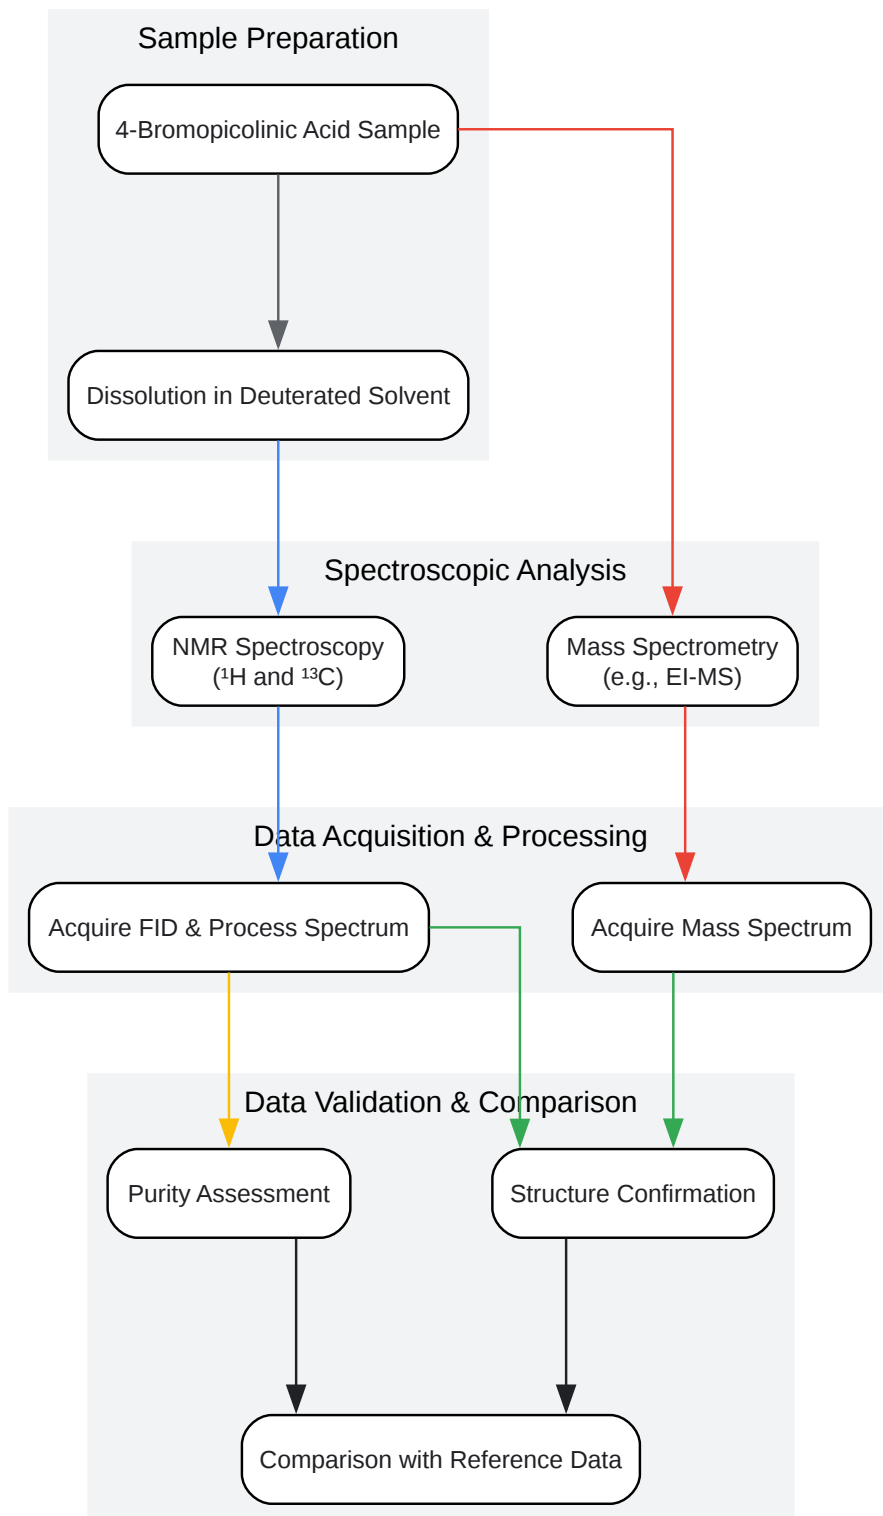 Sample Preparation
4-Bromopicolinic Acid Sample
Dissolution in Deuterated Solvent
Spectroscopic Analysis
NMR Spectroscopy
(¹H and ¹³C)
Mass Spectrometry
(e.g., EI-MS)
Data Acquisition & Processing
Acquire FID & Process Spectrum
Acquire Mass Spectrum
Data Validation & Comparison
Purity Assessment
Structure Confirmation
Comparison with Reference Data